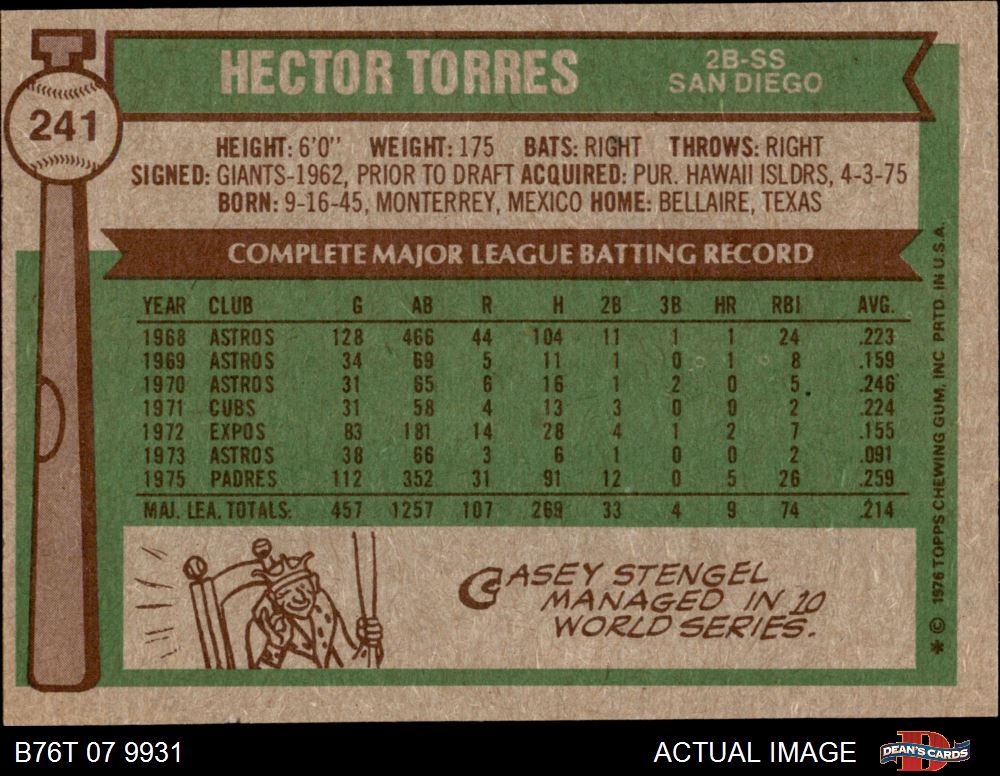 241
HECTOR TORRES
2B-SS
SAN DIEGO
HEIGHT: 6'0" WEIGHT: 175 BATS: RIGHT THROWS: RIGHT
SIGNED: GIANTS-1962, PRIOR TO DRAFT ACQUIRED: PUR. HAWAII ISLDRS, 4-3-75
BORN: 9-16-45, MONTERREY, MEXICO HOME: BELLAIRE, TEXAS
COMPLETE MAJOR LEAGUE BATTING RECORD
YEAR CLUB G AB R H 2B 3B HR RBI AVG.
1968 ASTROS 128 466 44 104 11 1 1 24 .223
1969 ASTROS 34 69 5 11 1 0 1 8 .159
1970 ASTROS 31 65 6 16 1 2 0 5 .246
1971 CUBS 31 58 4 13 3 0 0 2 .224
1972 EXPOS 83 181 14 28 4 1 2 7 .155
1973 ASTROS 38 66 3 6 1 0 0 2 .091
1975 PADRES 112 352 31 91 12 0 5 26 .259
MAJ. LEA. TOTALS: 457 1257 107 269 33 4 9 74 .214
CASEY STENGEL
MANAGED IN 10
WORLD SERIES.
* © 1976 TOPPS CHEWING GUM, INC PRTD. IN U.S.A.
B76T 07 9931
ACTUAL IMAGE
D
DEAN'S CARDS